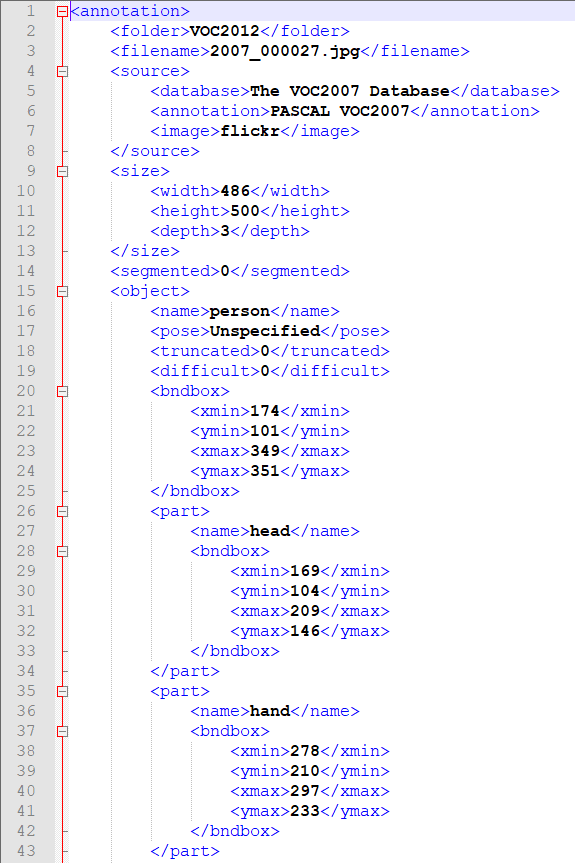 1 <annotation>
2 <folder>VOC2012</folder>
3 <filename>2007_000027.jpg</filename>
4 <source>
5 <database>The VOC2007 Database</database>
6 <annotation>PASCAL VOC2007</annotation>
7 <image>flickr</image>
8 </source>
9 <size>
10 <width>486</width>
11 <height>500</height>
12 <depth>3</depth>
13 </size>
14 <segmented>0</segmented>
15 <object>
16 <name>person</name>
17 <pose>Unspecified</pose>
18 <truncated>0</truncated>
19 <difficult>0</difficult>
20 <bndbox>
21 <xmin>174</xmin>
22 <ymin>101</ymin>
23 <xmax>349</xmax>
24 <ymax>351</ymax>
25 </bndbox>
26 <part>
27 <name>head</name>
28 <bndbox>
29 <xmin>169</xmin>
30 <ymin>104</ymin>
31 <xmax>209</xmax>
32 <ymax>146</ymax>
33 </bndbox>
34 </part>
35 <part>
36 <name>hand</name>
37 <bndbox>
38 <xmin>278</xmin>
39 <ymin>210</ymin>
40 <xmax>297</xmax>
41 <ymax>233</ymax>
42 </bndbox>
43 </part>